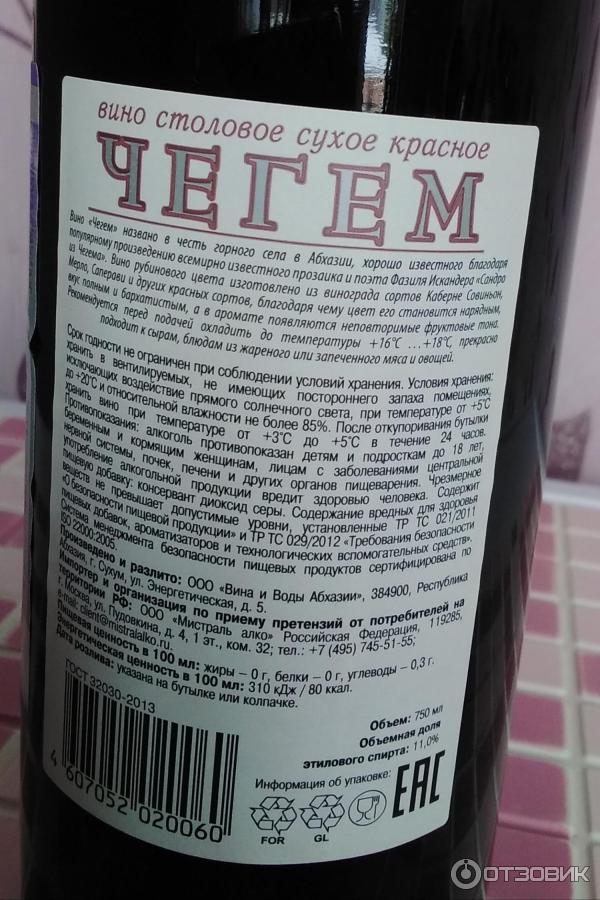 вино столовое сухое красное
ЧЕГЕМ
Вино «Чегем» названо в честь горного села в Абхазии, хорошо известного благодаря
популярному произведению всемирно известного прозаика и поэта Фазиля Искандера «Сандро
из Чегема». Вино рубинового цвета изготовлено из винограда сортов Каберне Совиньон,
Мерло, Саперави и других красных сортов, благодаря чему цвет его становится нарядным,
вкус полным и бархатистым, а в аромате появляются неповторимые фруктовые тона.
Рекомендуется перед подачей охладить до температуры +16°С ...+18°С, прекрасно
подходит к сырам, блюдам из жареного или запеченного мяса и овощей.
Срок годности не ограничен при соблюдении условий хранения. Условия хранения:
хранить в вентилируемых, не имеющих постороннего запаха помещениях,
исключающих воздействие прямого солнечного света, при температуре от +5°С
до +20°С и относительной влажности не более 85%. После откупоривания бутылки
хранить вино при температуре от +3°С до +5°С в течение 24 часов.
Противопоказания: алкоголь противопоказан детям и подросткам до 18 лет,
беременным и кормящим женщинам, лицам с заболеваниями центральной
нервной системы, почек, печени и других органов пищеварения. Чрезмерное
употребление алкогольной продукции вредит здоровью человека. Содержит
пищевую добавку: консервант диоксид серы. Содержание вредных для здоровья
веществ не превышает допустимые уровни, установленные ТР ТС 021/2011
«О безопасности пищевой продукции» и ТР ТС 029/2012 «Требования безопасности
пищевых добавок, ароматизаторов и технологических вспомогательных средств».
Система менеджмента безопасности пищевых продуктов сертифицирована по
ISO 22000-2005.
Произведено и разлито: ООО «Вина и Воды Абхазии», 384900, Республика
Абхазия, г. Сухум, ул. Энергетическая, д. 5.
Импортер и организация по приему претензий от потребителей на
территории РФ: ООО «Мистраль алко» Российская Федерация, 119285,
г. Москва, ул. Пудовкина, д. 4, 1 эт., ком. 32; тел.: +7 (495) 745-51-55;
e-mail: client@mistralalko.ru.
Пищевая ценность в 100 мл: жиры – 0 г, белки – 0 г, углеводы – 0,3 г.
Энергетическая ценность в 100 мл: 310 кДж / 80 ккал.
Дата розлива: указана на бутылке или колпачке.
ГОСТ 32030-2013
Объем: 750 мл
Объемная доля
этилового спирта: 11,0%
Информация об упаковке:
4 607052 020060
FOR
GL
EAC
ОТЗОВИК